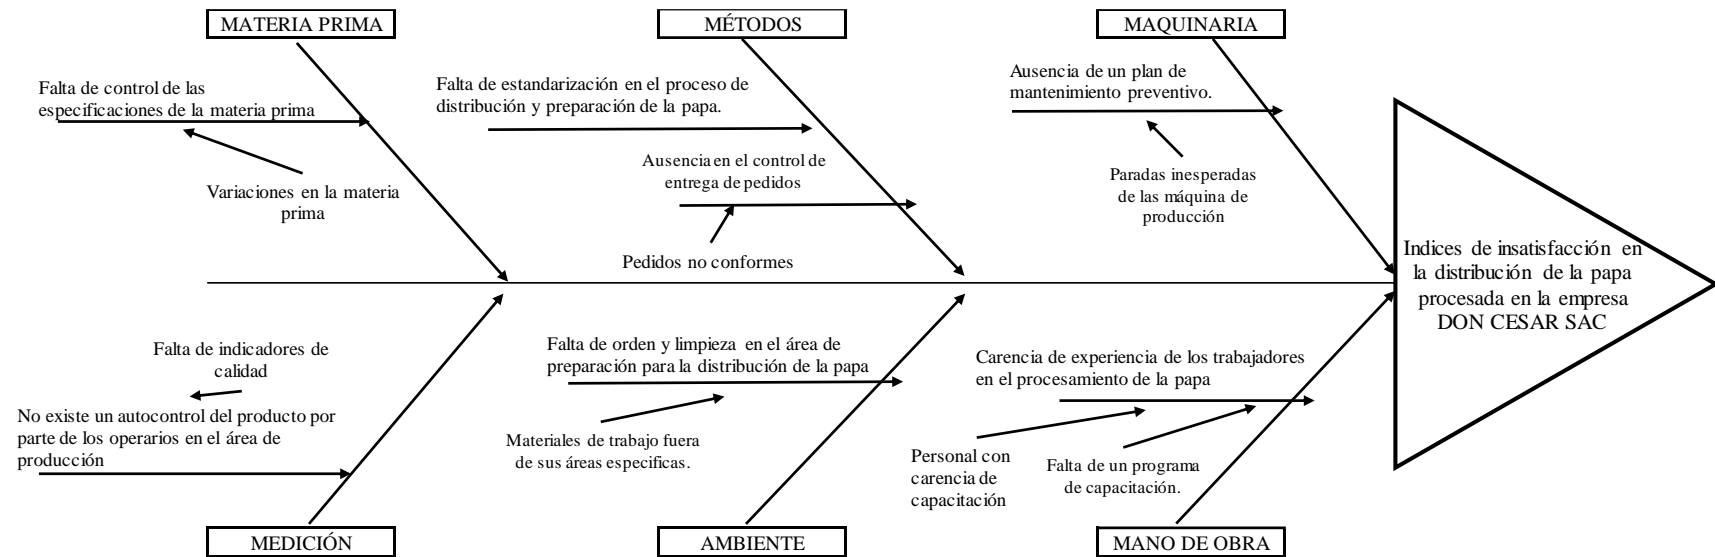 MATERIA PRIMA
MÉTODOS
MAQUINARIA
Falta de control de las
especificaciones de la materia prima
Variaciones en la materia
prima
Falta de estandarización en el proceso de
distribución y preparación de la papa.
Ausencia en el control de
entrega de pedidos
Pedidos no conformes
Ausencia de un plan de
mantenimiento preventivo.
Paradas inesperadas
de las máquina de
producción
Indices de insatisfacción en
la distribución de la papa
procesada en la empresa
DON CESAR SAC
Falta de indicadores de
calidad
No existe un autocontrol del producto por
parte de los operarios en el área de
producción
Falta de orden y limpieza en el área de
preparación para la distribución de la papa
Materiales de trabajo fuera
de sus áreas especificas.
Carencia de experiencia de los trabajadores
en el procesamiento de la papa
Personal con
carencia de
capacitación
Falta de un programa
de capacitación.
MEDICIÓN
AMBIENTE
MANO DE OBRA